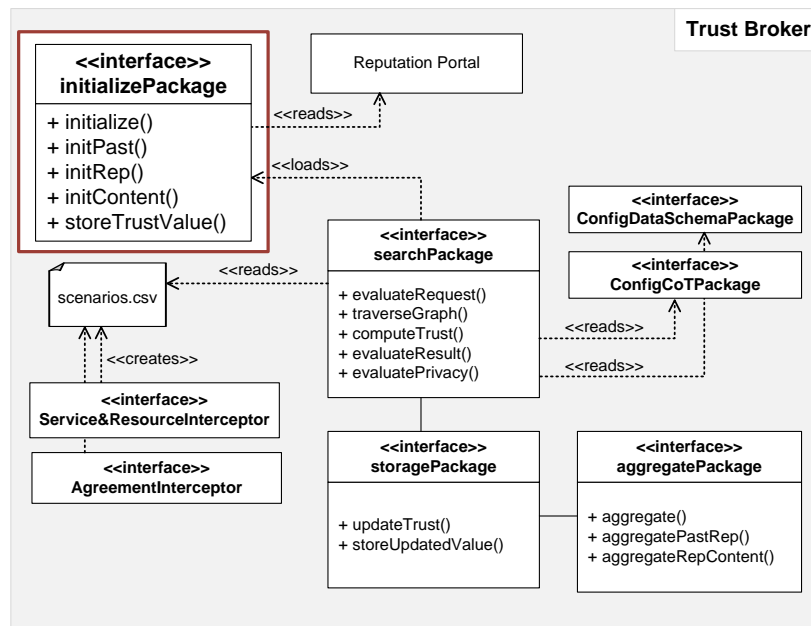 Trust Broker
<<interface>>
initializePackage
+ initialize()
+ initPast()
+ initRep()
+ initContent()
+ storeTrustValue()
Reputation Portal
<<reads>>
<<loads>>
<<interface>>
ConfigDataSchemaPackage
<<interface>>
searchPackage
+ evaluateRequest()
+ traverseGraph()
+ computeTrust()
+ evaluateResult()
+ evaluatePrivacy()
<<interface>>
ConfigCoTPackage
<<reads>>
scenarios.csv
<<reads>>
<<reads>>
<<creates>>
<<interface>>
Service&ResourceInterceptor
<<interface>>
AgreementInterceptor
<<interface>>
storagePackage
+ updateTrust()
+ storeUpdatedValue()
<<interface>>
aggregatePackage
+ aggregate()
+ aggregatePastRep()
+ aggregateRepContent()